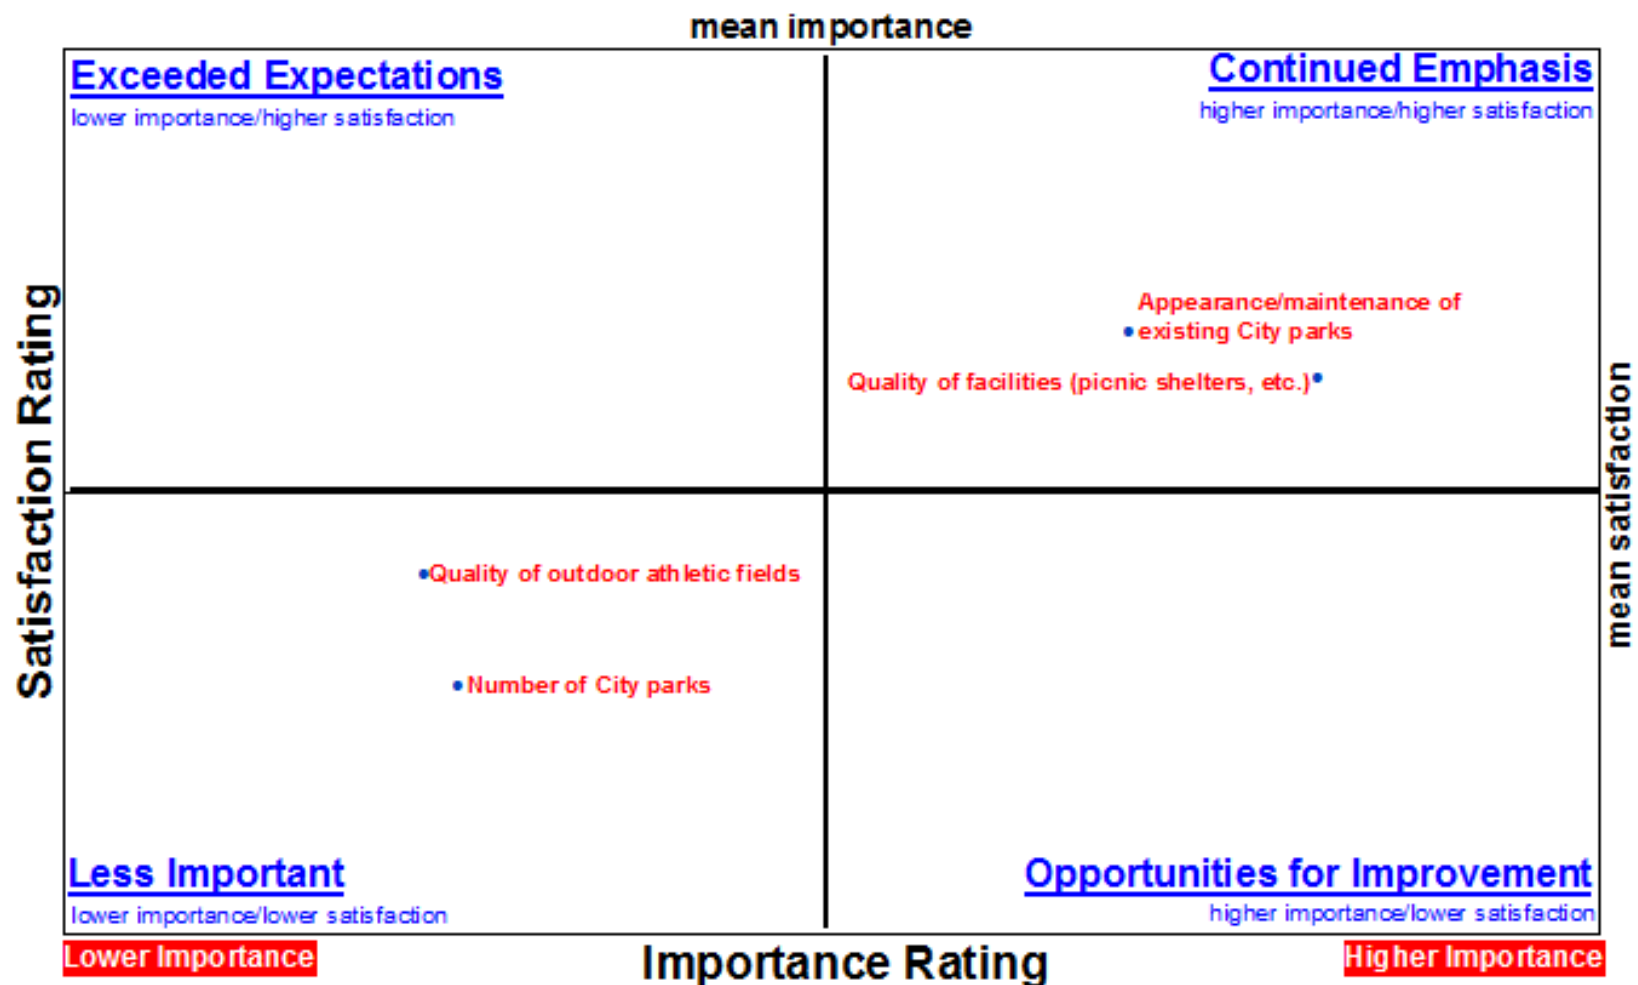 mean importance
Exceeded Expectations
lower importance/higher satisfaction
Continued Emphasis
higher importance/higher satisfaction
Satisfaction Rating
Appearance/maintenance of
existing City parks
Quality of facilities (picnic shelters, etc.)
mean satisfaction
Quality of outdoor athletic fields
Number of City parks
Less Important
lower importance/lower satisfaction
Opportunities for Improvement
higher importance/lower satisfaction
Lower Importance
Importance Rating
Higher Importance